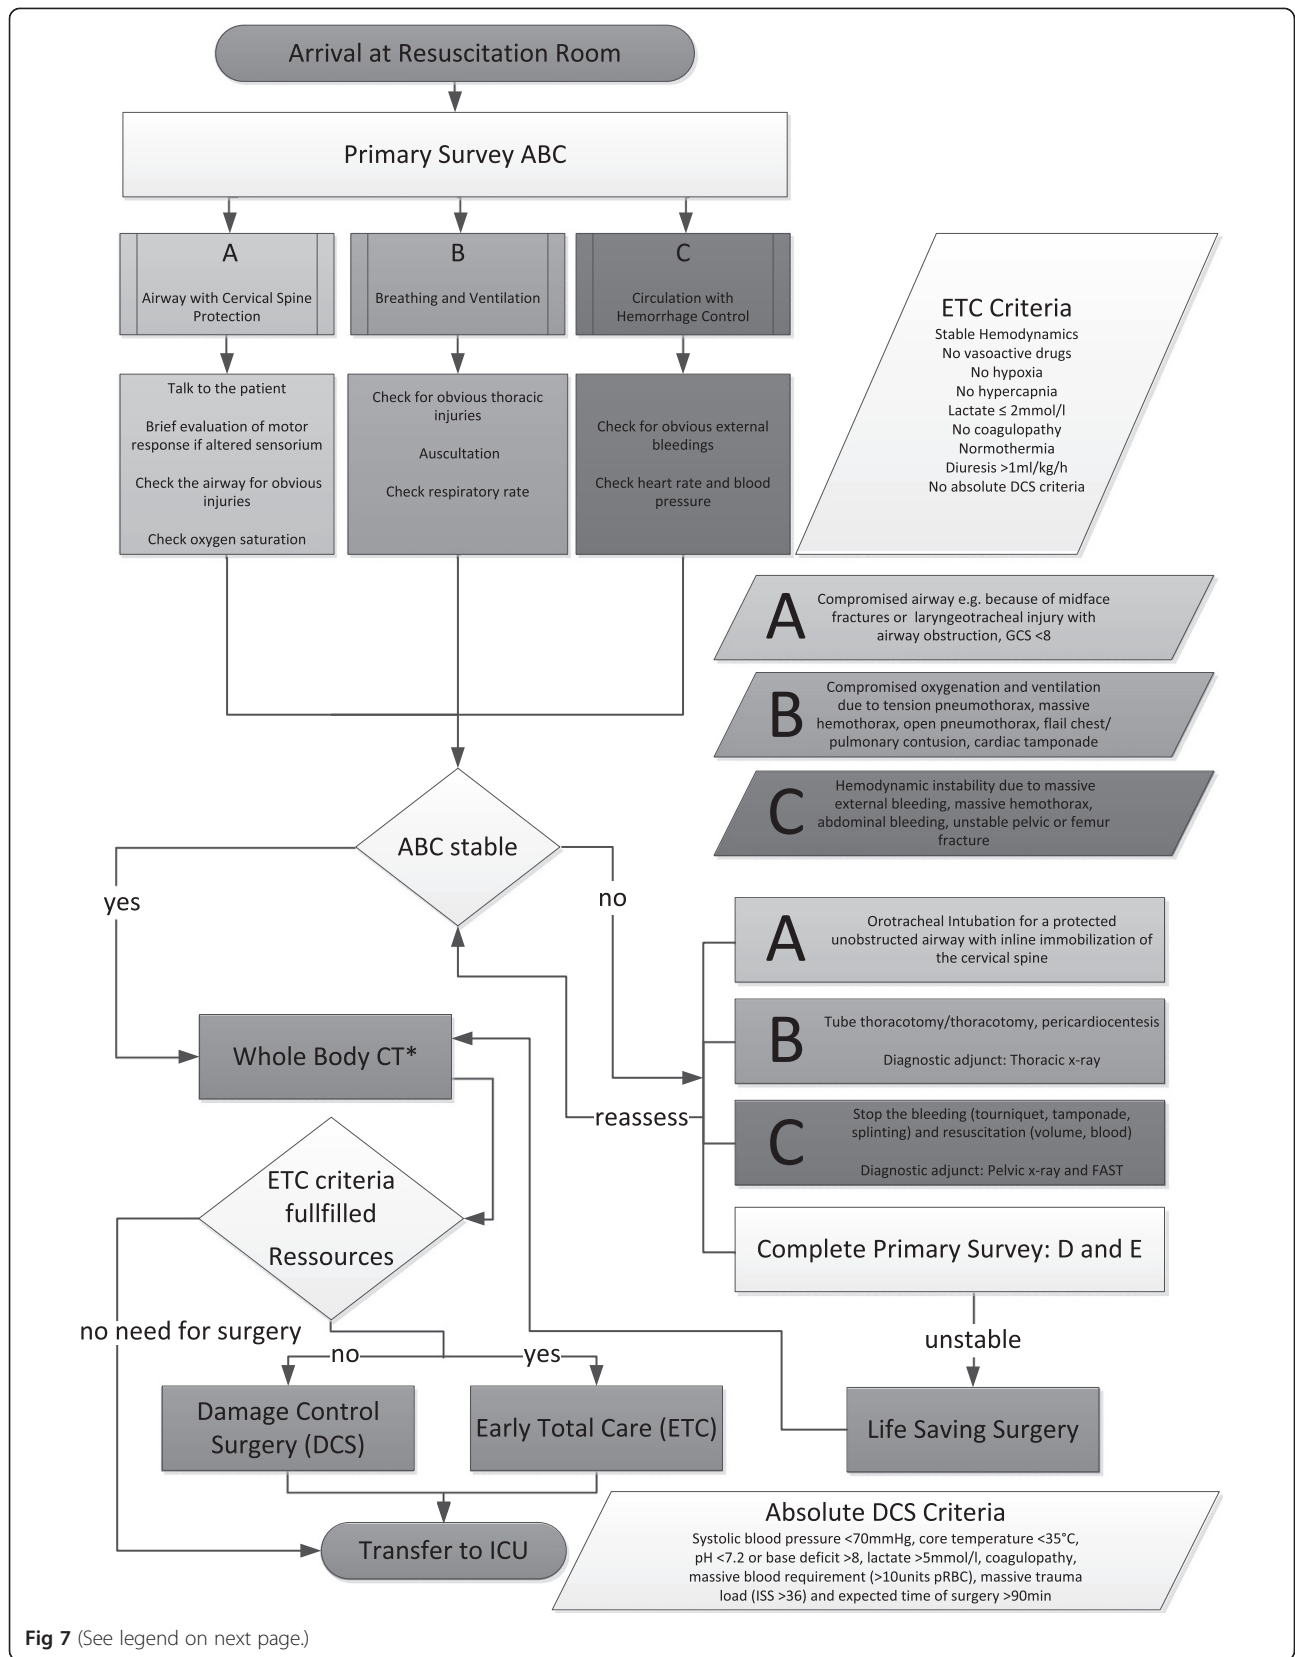 Arrival at Resuscitation Room
Primary Survey ABC
A
Airway with Cervical Spine
Protection
B
Breathing and Ventilation
C
Circulation with
Hemorrhage Control
Talk to the patient
Brief evaluation of motor
response if altered sensorium
Check the airway for obvious
injuries
Check oxygen saturation
Check for obvious thoracic
injuries
Auscultation
Check respiratory rate
Check for obvious external
bleedings
Check heart rate and blood
pressure
ETC Criteria
Stable Hemodynamics
No vasoactive drugs
No hypoxia
No hypercapnia
Lactate ≤ 2mmol/l
No coagulopathy
Normothermia
Diuresis >1ml/kg/h
No absolute DCS criteria
A
Compromised airway e.g. because of midface
fractures or laryngeotracheal injury with
airway obstruction, GCS <8
B
Compromised oxygenation and ventilation
due to tension pneumothorax, massive
hemothorax, open pneumothorax, flail chest/
pulmonary contusion, cardiac tamponade
C
Hemodynamic instability due to massive
external bleeding, massive hemothorax,
abdominal bleeding, unstable pelvic or femur
fracture
ABC stable
yes
no
A
Orotracheal Intubation for a protected
unobstructed airway with inline immobilization of
the cervical spine
B
Tube thoracotomy/thoracotomy, pericardiocentesis
Diagnostic adjunct: Thoracic x-ray
C
Stop the bleeding (tourniquet, tamponade,
splinting) and resuscitation (volume, blood)
Diagnostic adjunct: Pelvic x-ray and FAST
reassess
Whole Body CT*
ETC criteria
fullfilled
Ressources
Complete Primary Survey: D and E
no need for surgery
no
yes
unstable
Damage Control
Surgery (DCS)
Early Total Care (ETC)
Life Saving Surgery
Transfer to ICU
Absolute DCS Criteria
Systolic blood pressure <70mmHg, core temperature <35°C,
pH <7.2 or base deficit >8, lactate >5mmol/l, coagulopathy,
massive blood requirement (>10units pRBC), massive trauma
load (ISS >36) and expected time of surgery >90min
Fig 7 (See legend on next page.)